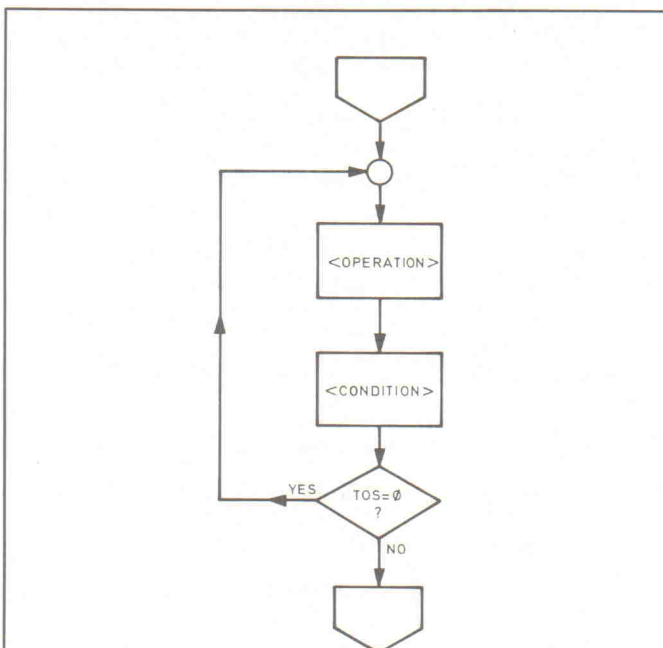 <OPERATION>
<CONDITION>
YES
TOS=Ø
?
NO